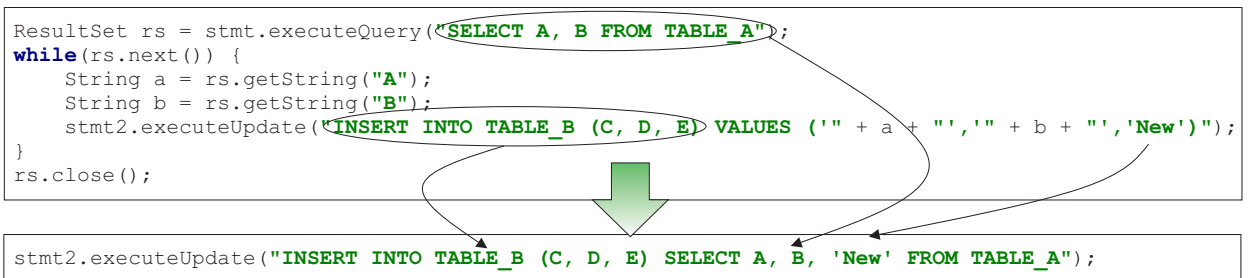 ResultSet rs = stmt.executeQuery("SELECT A, B FROM TABLE_A");
while(rs.next()) {
    String a = rs.getString("A");
    String b = rs.getString("B");
    stmt2.executeUpdate("INSERT INTO TABLE_B (C, D, E) VALUES ('" + a + "','" + b + "','New')");
}
rs.close();
stmt2.executeUpdate("INSERT INTO TABLE_B (C, D, E) SELECT A, B, 'New' FROM TABLE_A");